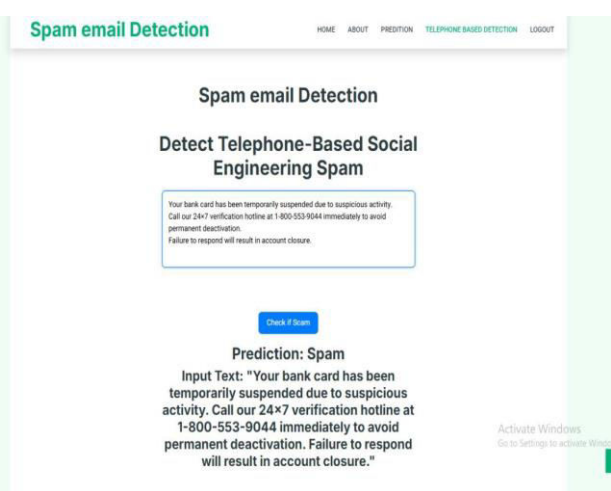 Spam email Detection
HOME ABOUT PREDITION TELEPHONE BASED DETECTION LOGOUT
Spam email Detection
Detect Telephone-Based Social
Engineering Spam
Your bank card has been temporarily suspended due to suspicious activity.
Call our 24×7 verification hotline at 1-800-553-9044 immediately to avoid
permanent deactivation.
Failure to respond will result in account closure.
Check if Scam
Prediction: Spam
Input Text: "Your bank card has been
temporarily suspended due to suspicious
activity. Call our 24×7 verification hotline at
1-800-553-9044 immediately to avoid
permanent deactivation. Failure to respond
will result in account closure."
Activate Windows
Go to Settings to activate Windo